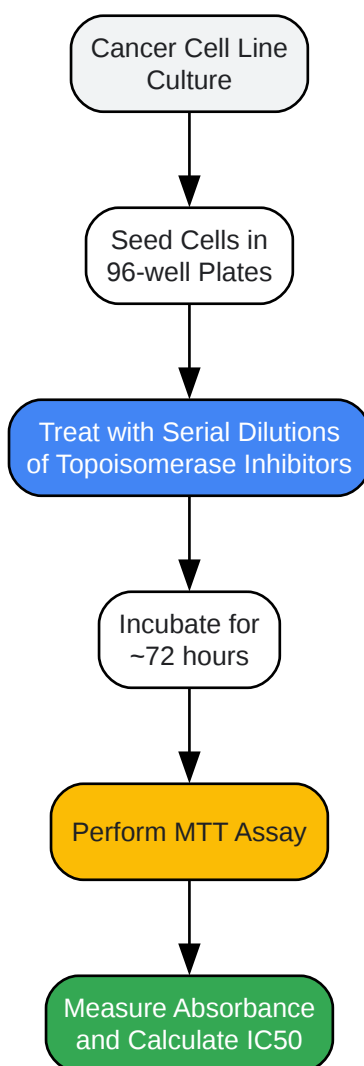 Cancer Cell Line
Culture
Seed Cells in
96-well Plates
Treat with Serial Dilutions
of Topoisomerase Inhibitors
Incubate for
~72 hours
Perform MTT Assay
Measure Absorbance
and Calculate IC50